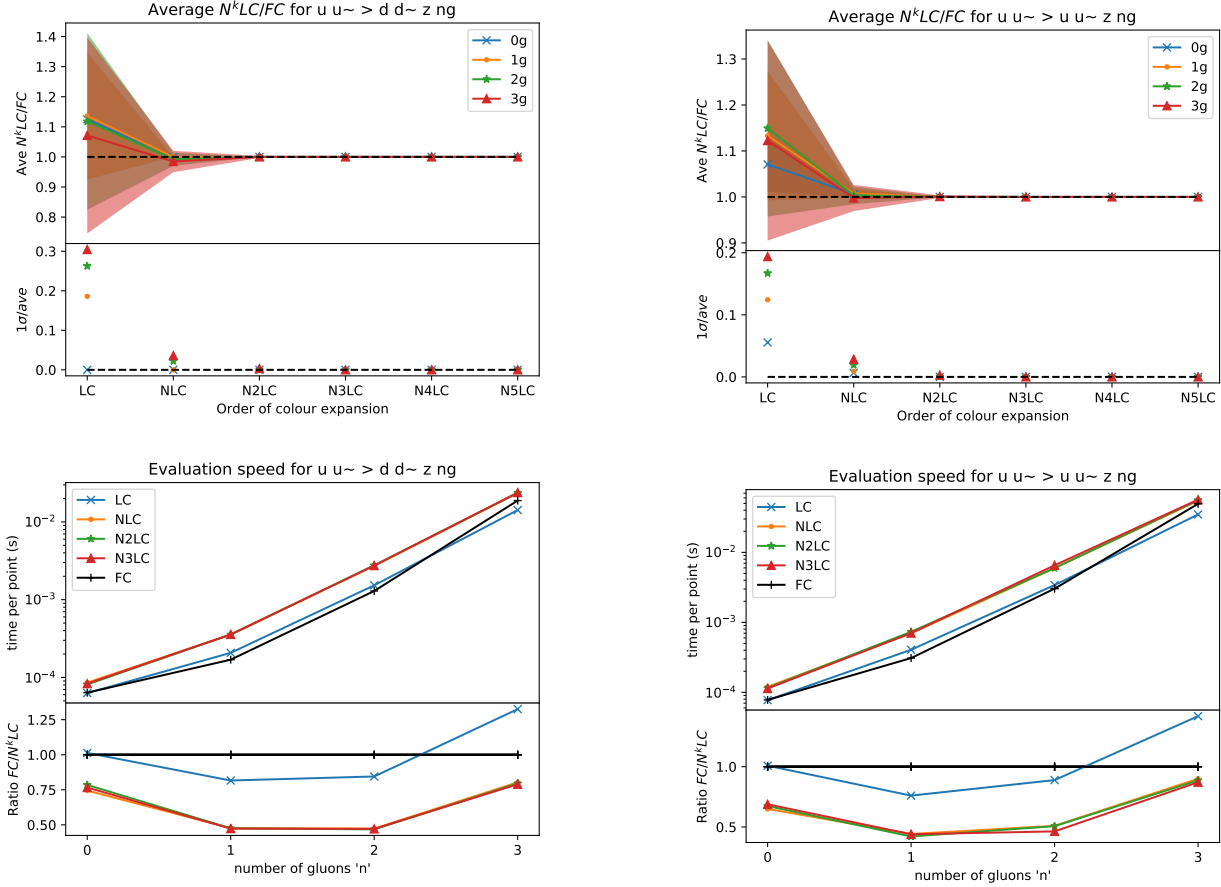 Average N^kLC/FC for u u~ > d d~ z ng
Ave N^kLC/FC
1.4
1.3
1.2
1.1
1.0
0.9
0.8
0g
1g
2g
3g
1σ/ave
0.3
0.2
0.1
0.0
LC NLC N2LC N3LC N4LC N5LC
Order of colour expansion
Average N^kLC/FC for u u~ > u u~ z ng
Ave N^kLC/FC
1.3
1.2
1.1
1.0
0.9
0g
1g
2g
3g
1σ/ave
0.2
0.1
0.0
LC NLC N2LC N3LC N4LC N5LC
Order of colour expansion
Evaluation speed for u u~ > d d~ z ng
time per point (s)
10^−2
10^−3
10^−4
LC
NLC
N2LC
N3LC
FC
Ratio FC/N^kLC
1.25
1.00
0.75
0.50
0 1 2 3
number of gluons 'n'
Evaluation speed for u u~ > u u~ z ng
time per point (s)
10^−2
10^−3
10^−4
LC
NLC
N2LC
N3LC
FC
Ratio FC/N^kLC
1.0
0.5
0 1 2 3
number of gluons 'n'